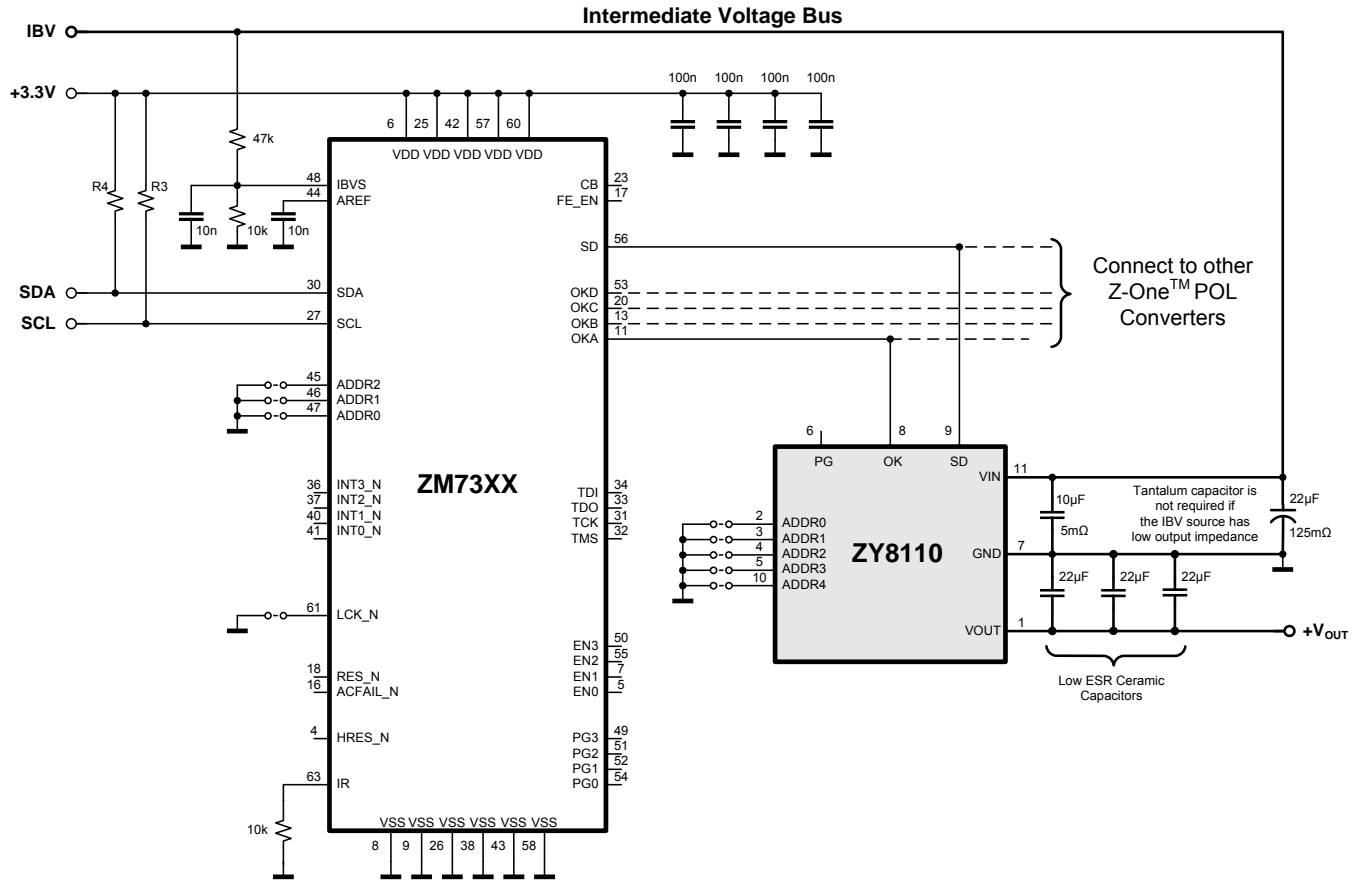 Intermediate Voltage Bus
IBV
+3.3V
100n 100n 100n 100n
6 25 42 57 60
47k
VDD VDD VDD VDD VDD
R4
R3
48 IBVS
44 AREF
CB 23
FE_EN 17
10n
10k
10n
SD 56
Connect to other
Z-One™ POL
Converters
SDA
30 SDA
OKD 53
OKC 20
SCL
27 SCL
OKB 13
OKA 11
45 ADDR2
46 ADDR1
47 ADDR0
6 8 9
PG OK SD
ZM73XX
VIN 11
36 INT3_N
37 INT2_N
40 INT1_N
41 INT0_N
TDI 34
TDO 33
TCK 31
TMS 32
10µF
5mΩ
Tantalum capacitor is
not required if
the IBV source has
low output impedance
22µF
125mΩ
2 ADDR0
3 ADDR1
4 ADDR2
5 ADDR3
10 ADDR4
ZY8110
GND 7
22µF 22µF 22µF
61 LCK_N
VOUT 1
+VOUT
EN3 50
EN2 55
EN1 7
EN0 5
18 RES_N
16 ACFAIL_N
Low ESR Ceramic
Capacitors
4 HRES_N
PG3 49
PG2 51
PG1 52
PG0 54
63 IR
10k
VSS VSS VSS VSS VSS VSS
8 9 26 38 43 58